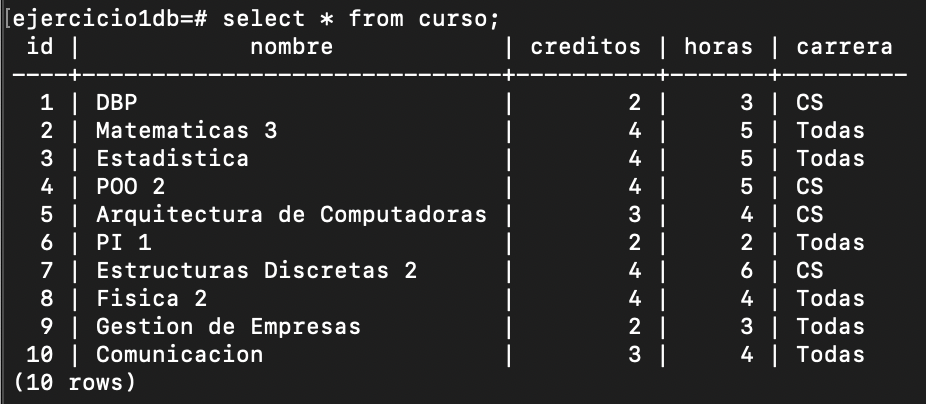 [ejercicio1db=# select * from curso;
 id |            nombre            | creditos | horas | carrera
----+------------------------------+----------+-------+---------
  1 | DBP                          |        2 |     3 | CS
  2 | Matematicas 3                |        4 |     5 | Todas
  3 | Estadistica                  |        4 |     5 | Todas
  4 | POO 2                        |        4 |     5 | CS
  5 | Arquitectura de Computadoras |        3 |     4 | CS
  6 | PI 1                         |        2 |     2 | Todas
  7 | Estructuras Discretas 2      |        4 |     6 | CS
  8 | Fisica 2                     |        4 |     4 | Todas
  9 | Gestion de Empresas          |        2 |     3 | Todas
 10 | Comunicacion                 |        3 |     4 | Todas
(10 rows)